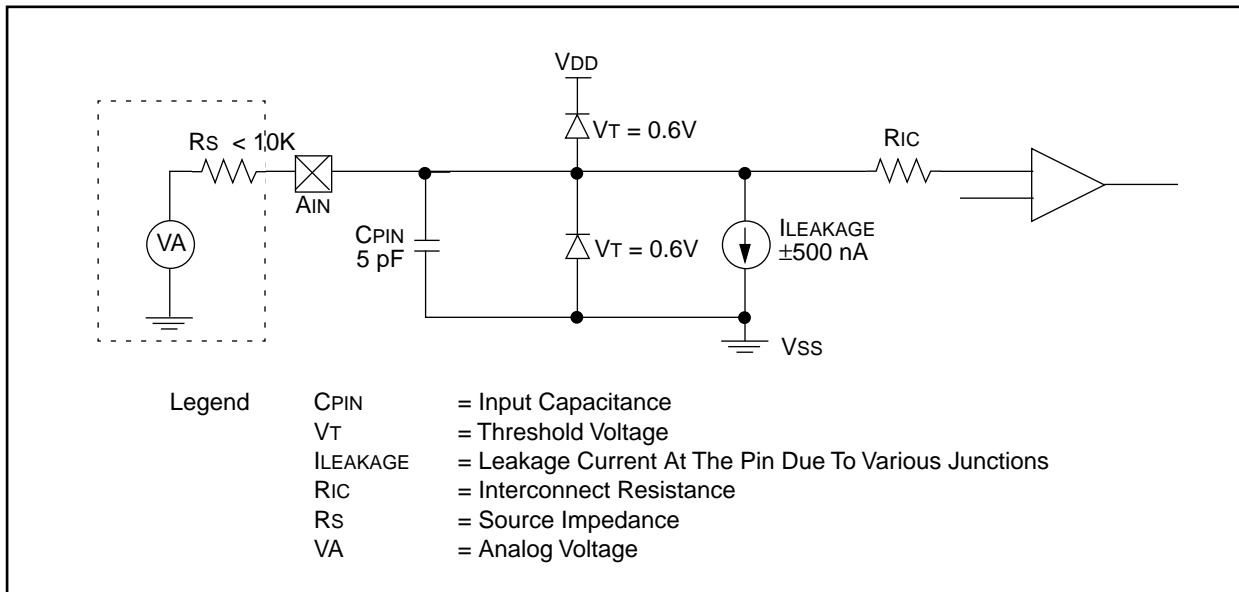 VDD
VT = 0.6V
RS < 10K
RIC
AIN
VA
CPIN
5 pF
VT = 0.6V
ILEAKAGE
±500 nA
VSS
Legend
CPIN = Input Capacitance
VT = Threshold Voltage
ILEAKAGE = Leakage Current At The Pin Due To Various Junctions
RIC = Interconnect Resistance
RS = Source Impedance
VA = Analog Voltage